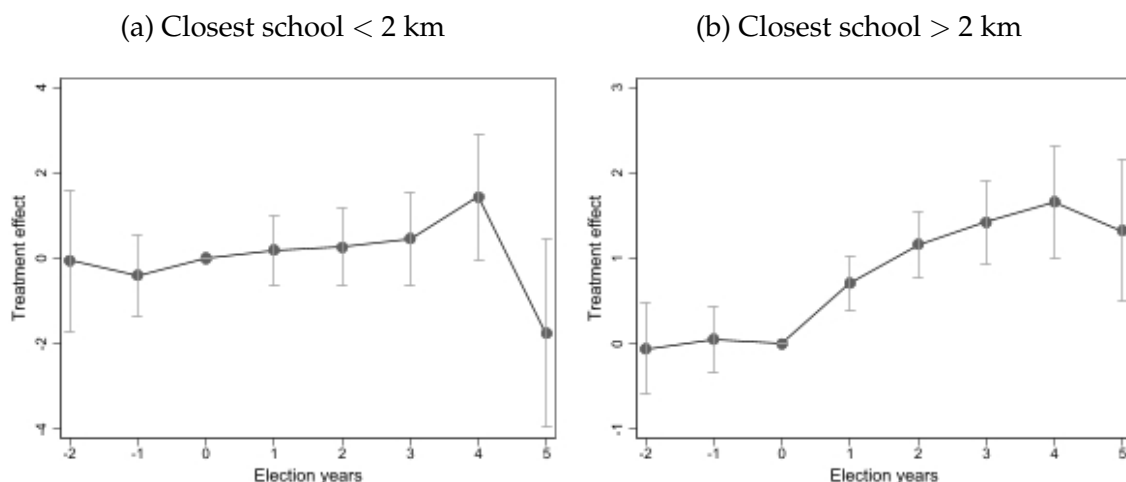 (a) Closest school < 2 km
(b) Closest school > 2 km
Treatment effect
4
2
0
-2
-4
-2 -1 0 1 2 3 4 5
Election years
Treatment effect
3
2
1
0
-1
-2 -1 0 1 2 3 4 5
Election years